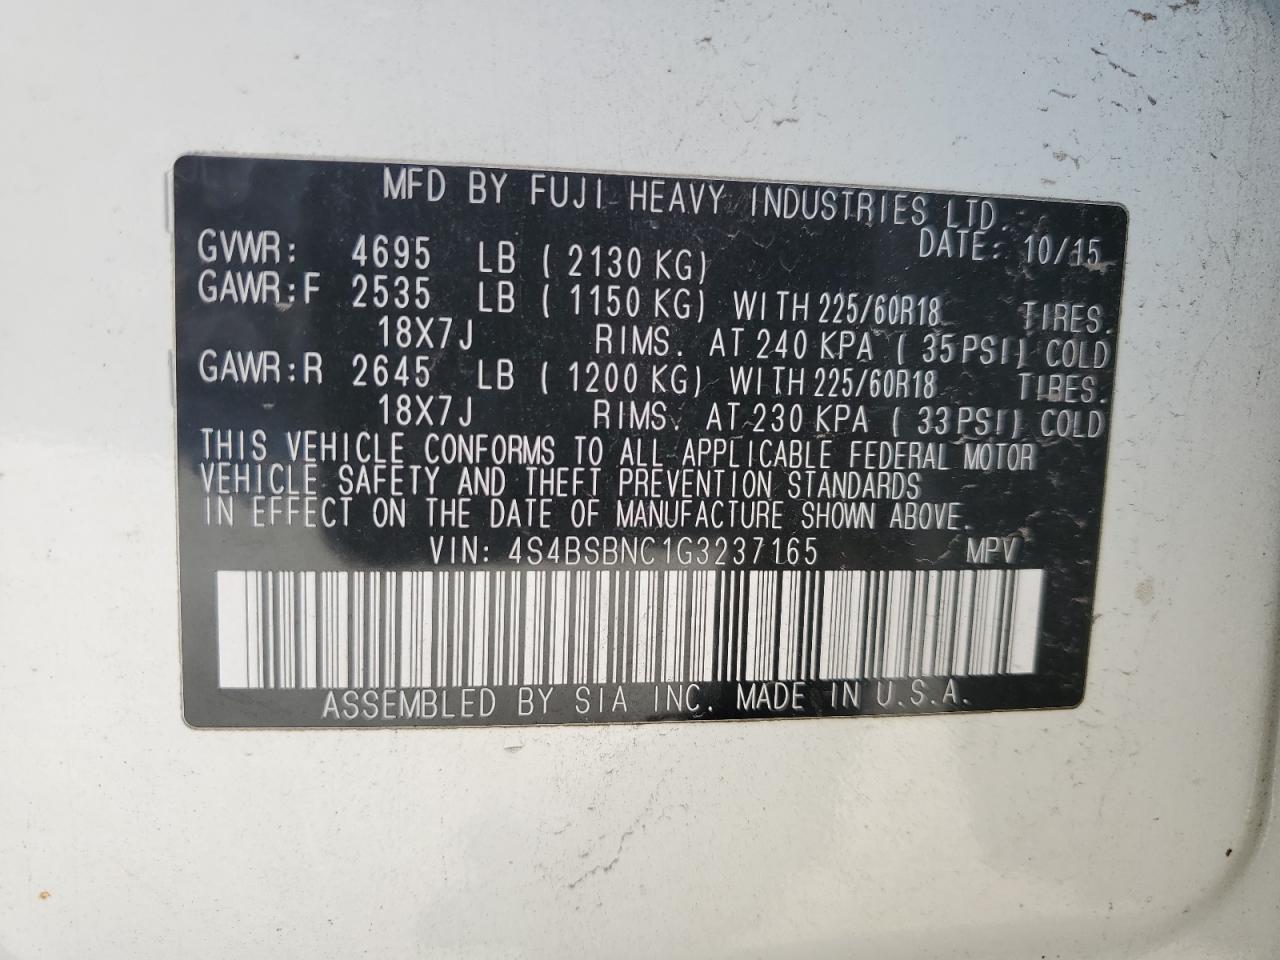 MFD BY FUJI HEAVY INDUSTRIES LTD.
DATE: 10/15
GVWR: 4695 LB ( 2130 KG)
GAWR:F 2535 LB ( 1150 KG) WITH 225/60R18 TIRES.
18X7J RIMS. AT 240 KPA ( 35PSI) COLD
GAWR:R 2645 LB ( 1200 KG) WITH 225/60R18 TIRES.
18X7J RIMS. AT 230 KPA ( 33PSI) COLD
THIS VEHICLE CONFORMS TO ALL APPLICABLE FEDERAL MOTOR
VEHICLE SAFETY AND THEFT PREVENTION STANDARDS
IN EFFECT ON THE DATE OF MANUFACTURE SHOWN ABOVE.
VIN: 4S4BSBNC1G3237165 MPV
ASSEMBLED BY SIA INC. MADE IN U.S.A.